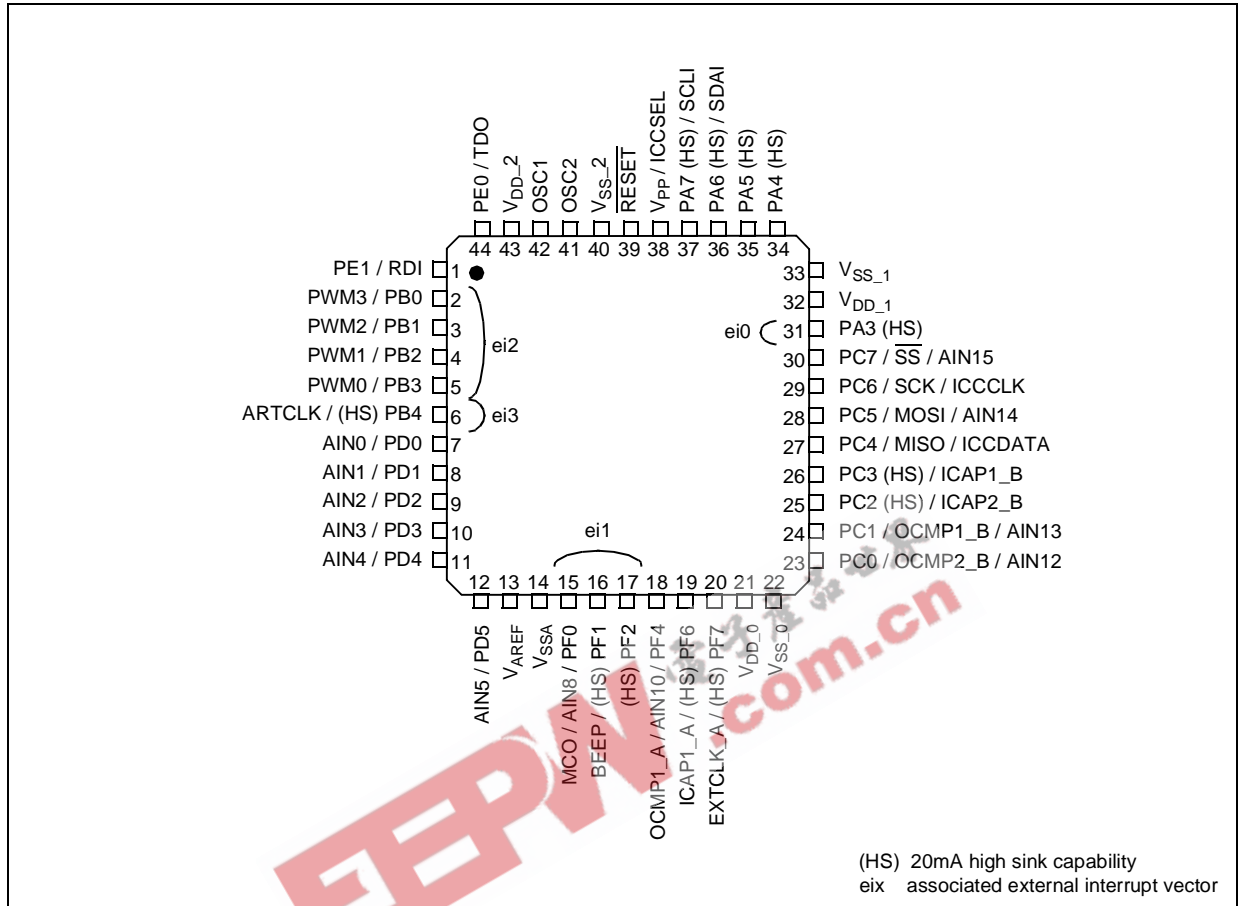 PE0 / TDO
VDD_2
OSC1
OSC2
VSS_2
RESET
VPP / ICCSEL
PA7 (HS) / SCLI
PA6 (HS) / SDAI
PA5 (HS)
PA4 (HS)
44 43 42 41 40 39 38 37 36 35 34
PE1 / RDI 1
PWM3 / PB0 2
PWM2 / PB1 3
PWM1 / PB2 4
PWM0 / PB3 5
ARTCLK / (HS) PB4 6
AIN0 / PD0 7
AIN1 / PD1 8
AIN2 / PD2 9
AIN3 / PD3 10
AIN4 / PD4 11
ei2
ei3
ei0
ei1
33 VSS_1
32 VDD_1
31 PA3 (HS)
30 PC7 / SS / AIN15
29 PC6 / SCK / ICCCLK
28 PC5 / MOSI / AIN14
27 PC4 / MISO / ICCDATA
26 PC3 (HS) / ICAP1_B
25 PC2 (HS) / ICAP2_B
24 PC1 / OCMP1_B / AIN13
23 PC0 / OCMP2_B / AIN12
12 13 14 15 16 17 18 19 20 21 22
AIN5 / PD5
VAREF
VSSA
MCO / AIN8 / PF0
BEEP / (HS) PF1
(HS) PF2
OCMP1_A / AIN10 / PF4
ICAP1_A / (HS) PF6
EXTCLK_A / (HS) PF7
VDD_0
VSS_0
電子產品世界
EEPW .com.cn
(HS) 20mA high sink capability
eix associated external interrupt vector